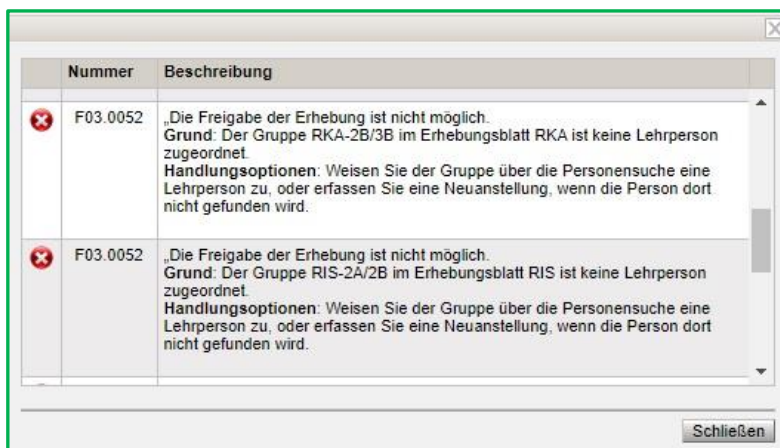 Nummer Beschreibung
F03.0052 „Die Freigabe der Erhebung ist nicht möglich.
Grund: Der Gruppe RKA-2B/3B im Erhebungsblatt RKA ist keine Lehrperson
zugeordnet.
Handlungsoptionen: Weisen Sie der Gruppe über die Personensuche eine
Lehrperson zu, oder erfassen Sie eine Neuanstellung, wenn die Person dort
nicht gefunden wird.
F03.0052 „Die Freigabe der Erhebung ist nicht möglich.
Grund: Der Gruppe RIS-2A/2B im Erhebungsblatt RIS ist keine Lehrperson
zugeordnet.
Handlungsoptionen: Weisen Sie der Gruppe über die Personensuche eine
Lehrperson zu, oder erfassen Sie eine Neuanstellung, wenn die Person dort
nicht gefunden wird.
Schließen